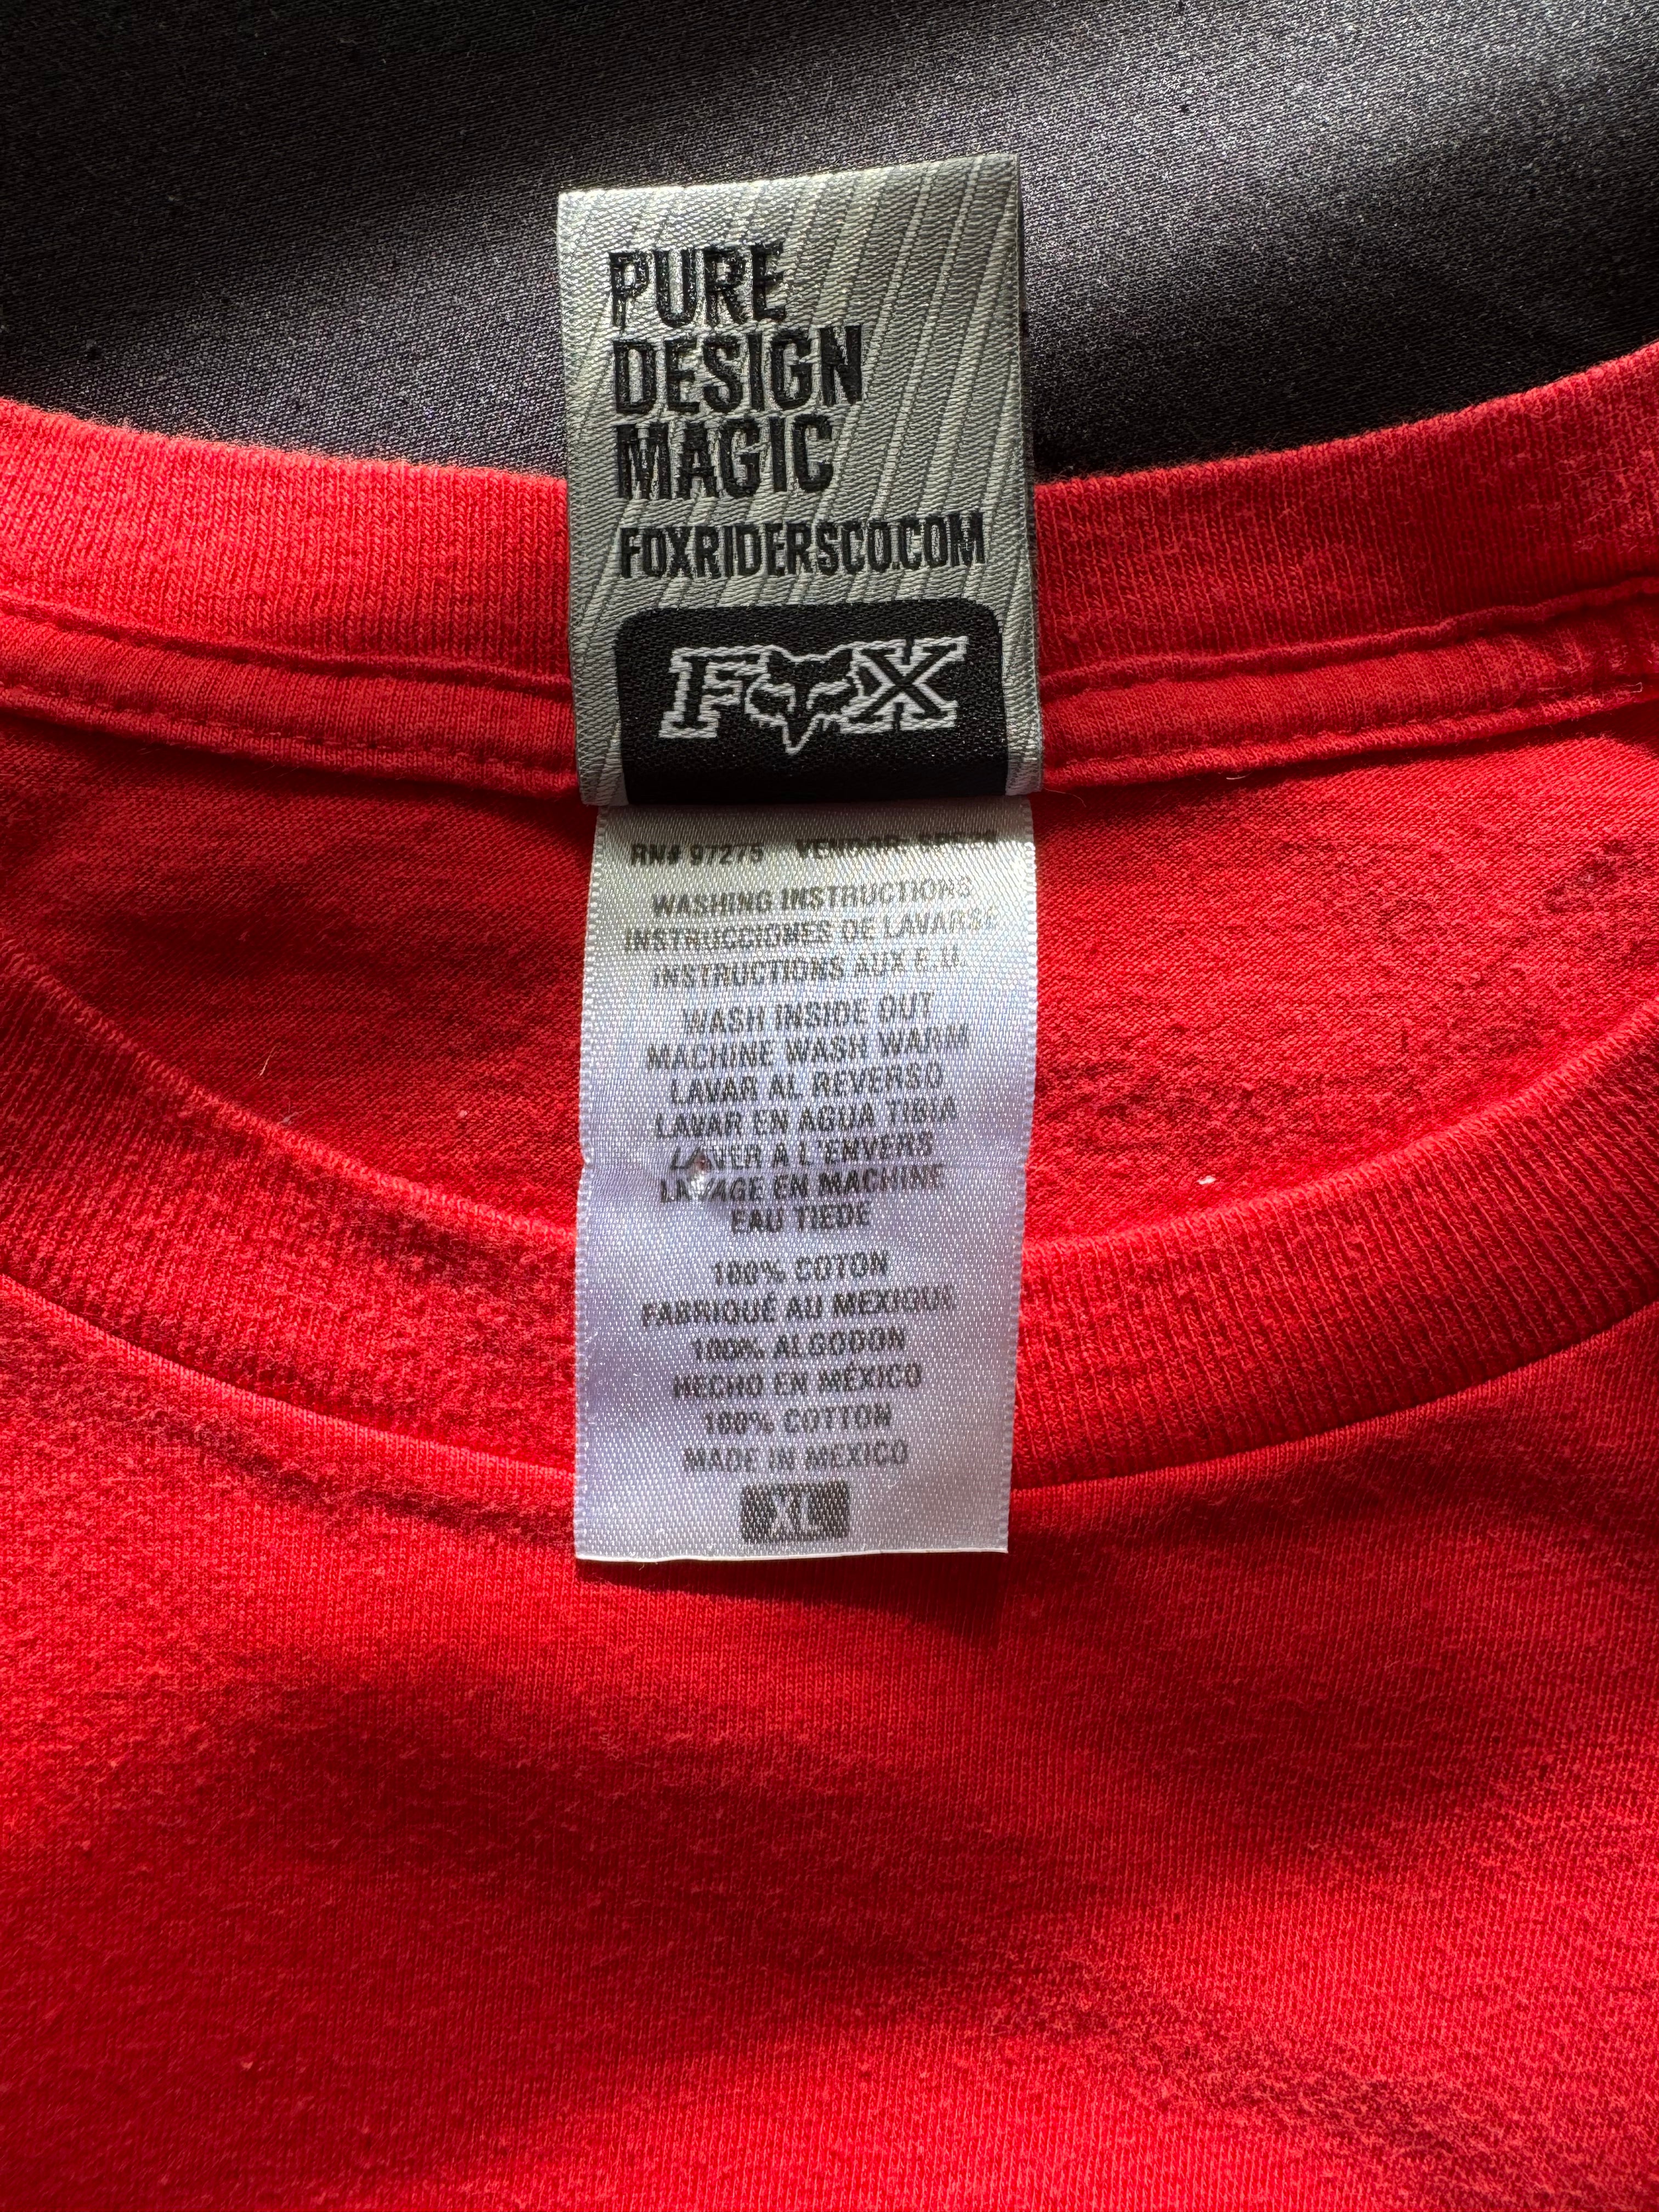 PURE
DESIGN
MAGIC
FOXRIDERSCO.COM
FOX
RN# 97275 VENDOR:
WASHING INSTRUCTIONS
INSTRUCCIONES DE LAVARSE
INSTRUCTIONS AUX E.U.
WASH INSIDE OUT
MACHINE WASH WARM
LAVAR AL REVERSO
LAVAR EN AGUA TIBIA
LAVER A L'ENVERS
LAVAGE EN MACHINE
EAU TIEDE
100% COTON
FABRIQUÉ AU MEXIQUE
100% ALGODON
HECHO EN MÉXICO
100% COTTON
MADE IN MEXICO
XL